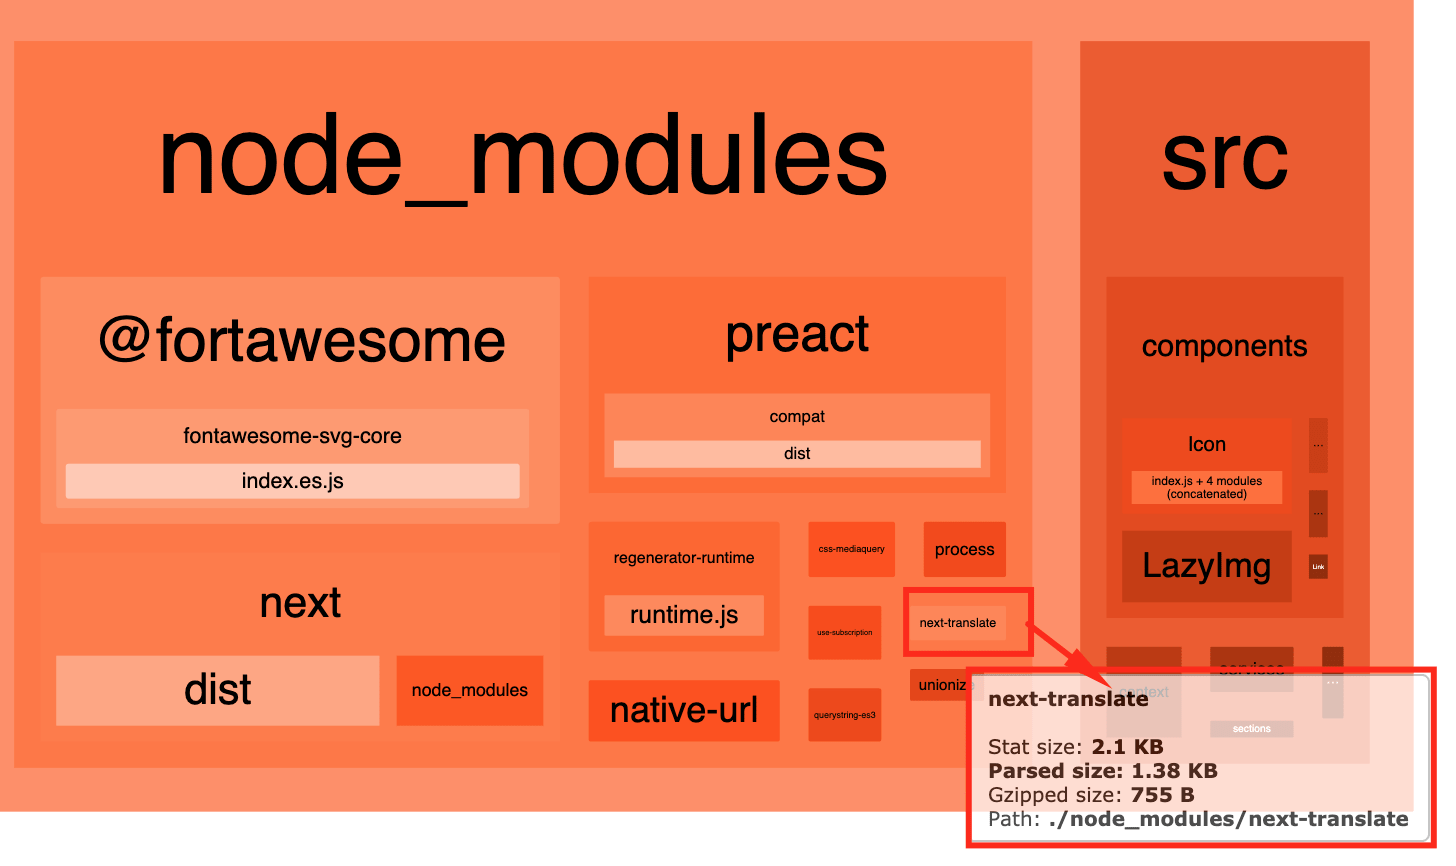 node_modules
src
@fortawesome
fontawesome-svg-core
index.es.js
preact
compat
dist
components
Icon
index.js + 4 modules
(concatenated)
...
LazyImg
...
Link
next
dist
node_modules
regenerator-runtime
runtime.js
native-url
css-mediaquery
process
use-subscription
next-translate
querystring-es3
unionize
context
services
...
sections
next-translate
Stat size: 2.1 KB
Parsed size: 1.38 KB
Gzipped size: 755 B
Path: ./node_modules/next-translate